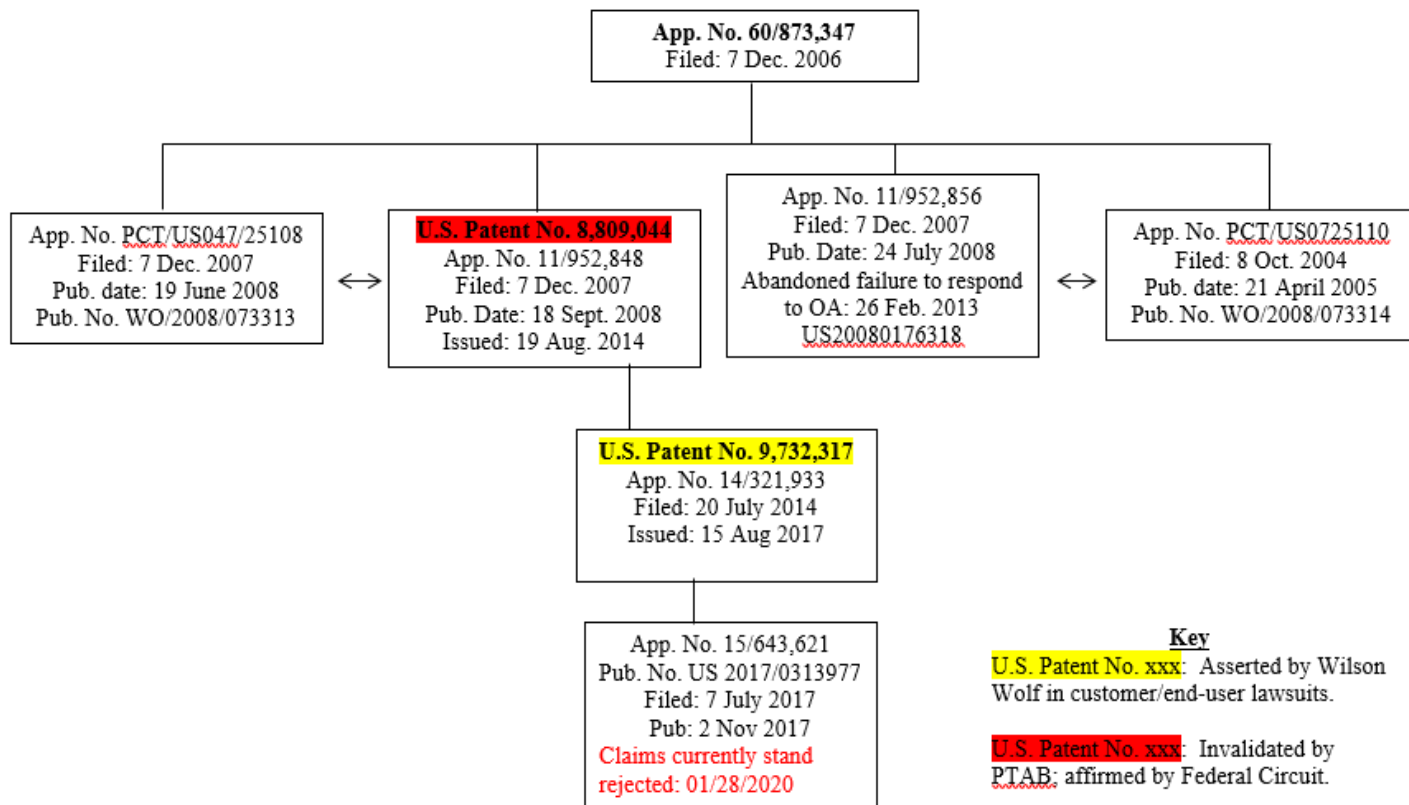 App. No. 60/873,347
Filed: 7 Dec. 2006
App. No. PCT/US047/25108
Filed: 7 Dec. 2007
Pub. date: 19 June 2008
Pub. No. WO/2008/073313
U.S. Patent No. 8,809,044
App. No. 11/952,848
Filed: 7 Dec. 2007
Pub. Date: 18 Sept. 2008
Issued: 19 Aug. 2014
App. No. 11/952,856
Filed: 7 Dec. 2007
Pub. Date: 24 July 2008
Abandoned failure to respond
to OA: 26 Feb. 2013
US20080176318
App. No. PCT/US0725110
Filed: 8 Oct. 2004
Pub. date: 21 April 2005
Pub. No. WO/2008/073314
U.S. Patent No. 9,732,317
App. No. 14/321,933
Filed: 20 July 2014
Issued: 15 Aug 2017
App. No. 15/643,621
Pub. No. US 2017/0313977
Filed: 7 July 2017
Pub: 2 Nov 2017
Claims currently stand
rejected: 01/28/2020
Key
U.S. Patent No. xxx: Asserted by Wilson
Wolf in customer/end-user lawsuits.
U.S. Patent No. xxx: Invalidated by
PTAB; affirmed by Federal Circuit.